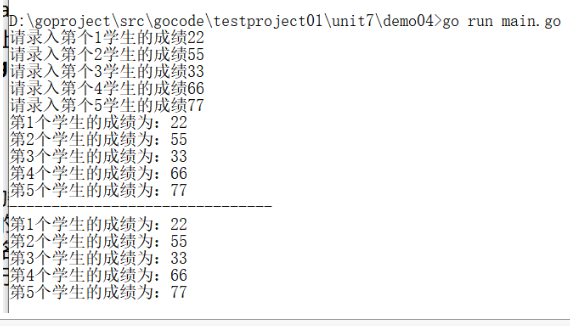 D:\goproject\src\gocode\testproject01\unit7\demo04>go run main.go
请录入第个1学生的成绩22
请录入第个2学生的成绩55
请录入第个3学生的成绩33
请录入第个4学生的成绩66
请录入第个5学生的成绩77
第1个学生的成绩为：22
第2个学生的成绩为：55
第3个学生的成绩为：33
第4个学生的成绩为：66
第5个学生的成绩为：77
-------------------------------
第1个学生的成绩为：22
第2个学生的成绩为：55
第3个学生的成绩为：33
第4个学生的成绩为：66
第5个学生的成绩为：77